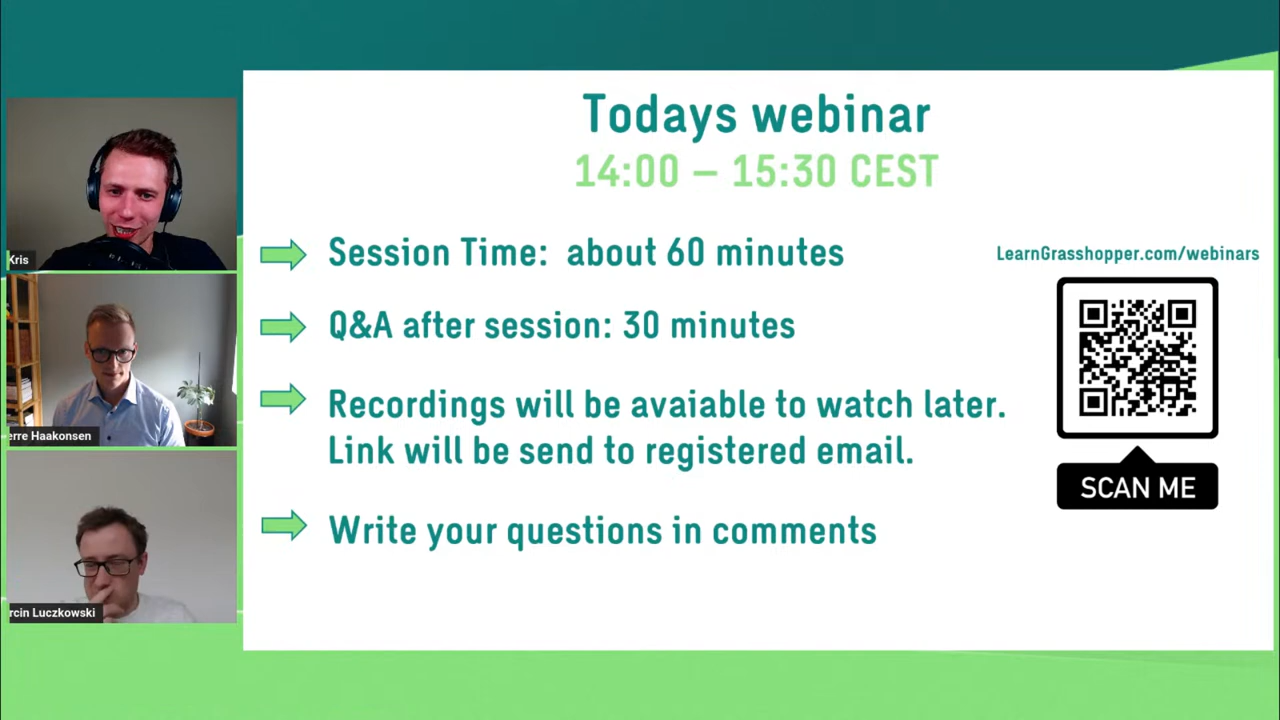 Todays webinar
14:00 – 15:30 CEST
Session Time: about 60 minutes
LearnGrasshopper.com/webinars
Q&A after session: 30 minutes
Recordings will be avaiable to watch later.
Link will be send to registered email.
SCAN ME
Write your questions in comments
Kris
erre Haakonsen
rcin Luczkowski